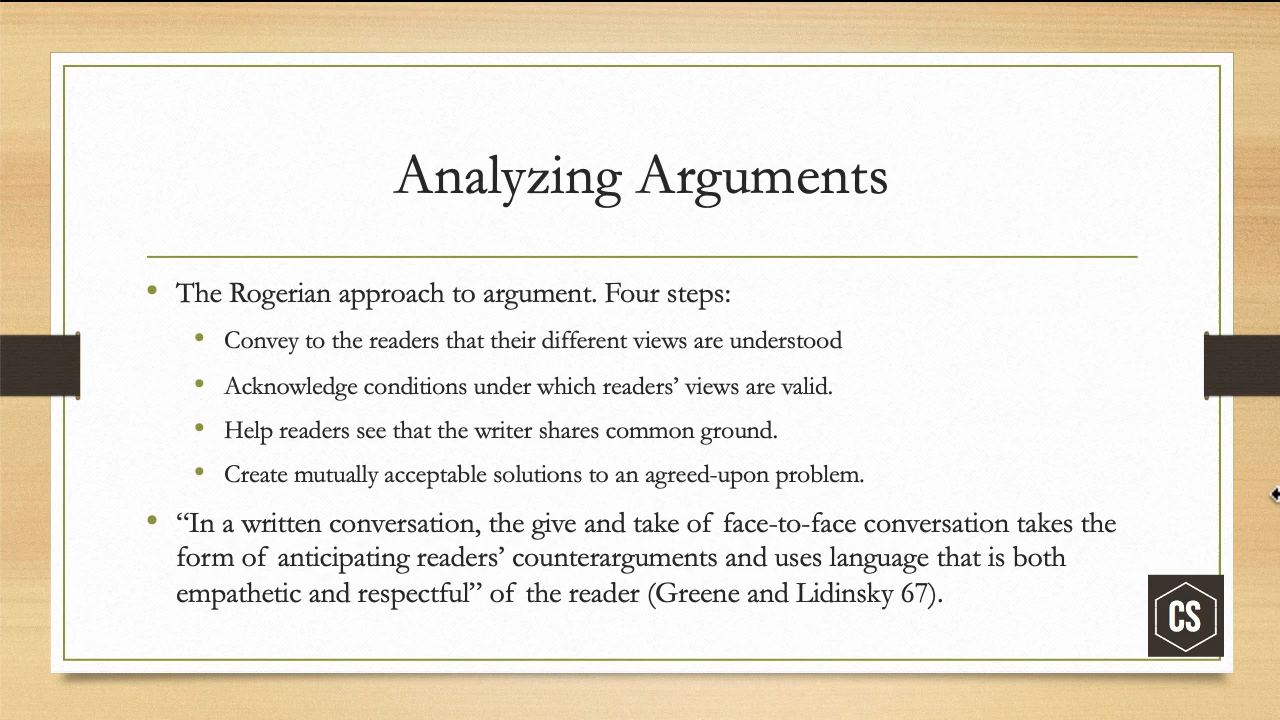 Analyzing Arguments
The Rogerian approach to argument. Four steps:
Convey to the readers that their different views are understood
Acknowledge conditions under which readers’ views are valid.
Help readers see that the writer shares common ground.
Create mutually acceptable solutions to an agreed-upon problem.
“In a written conversation, the give and take of face-to-face conversation takes the
form of anticipating readers’ counterarguments and uses language that is both
empathetic and respectful” of the reader (Greene and Lidinsky 67).
CS